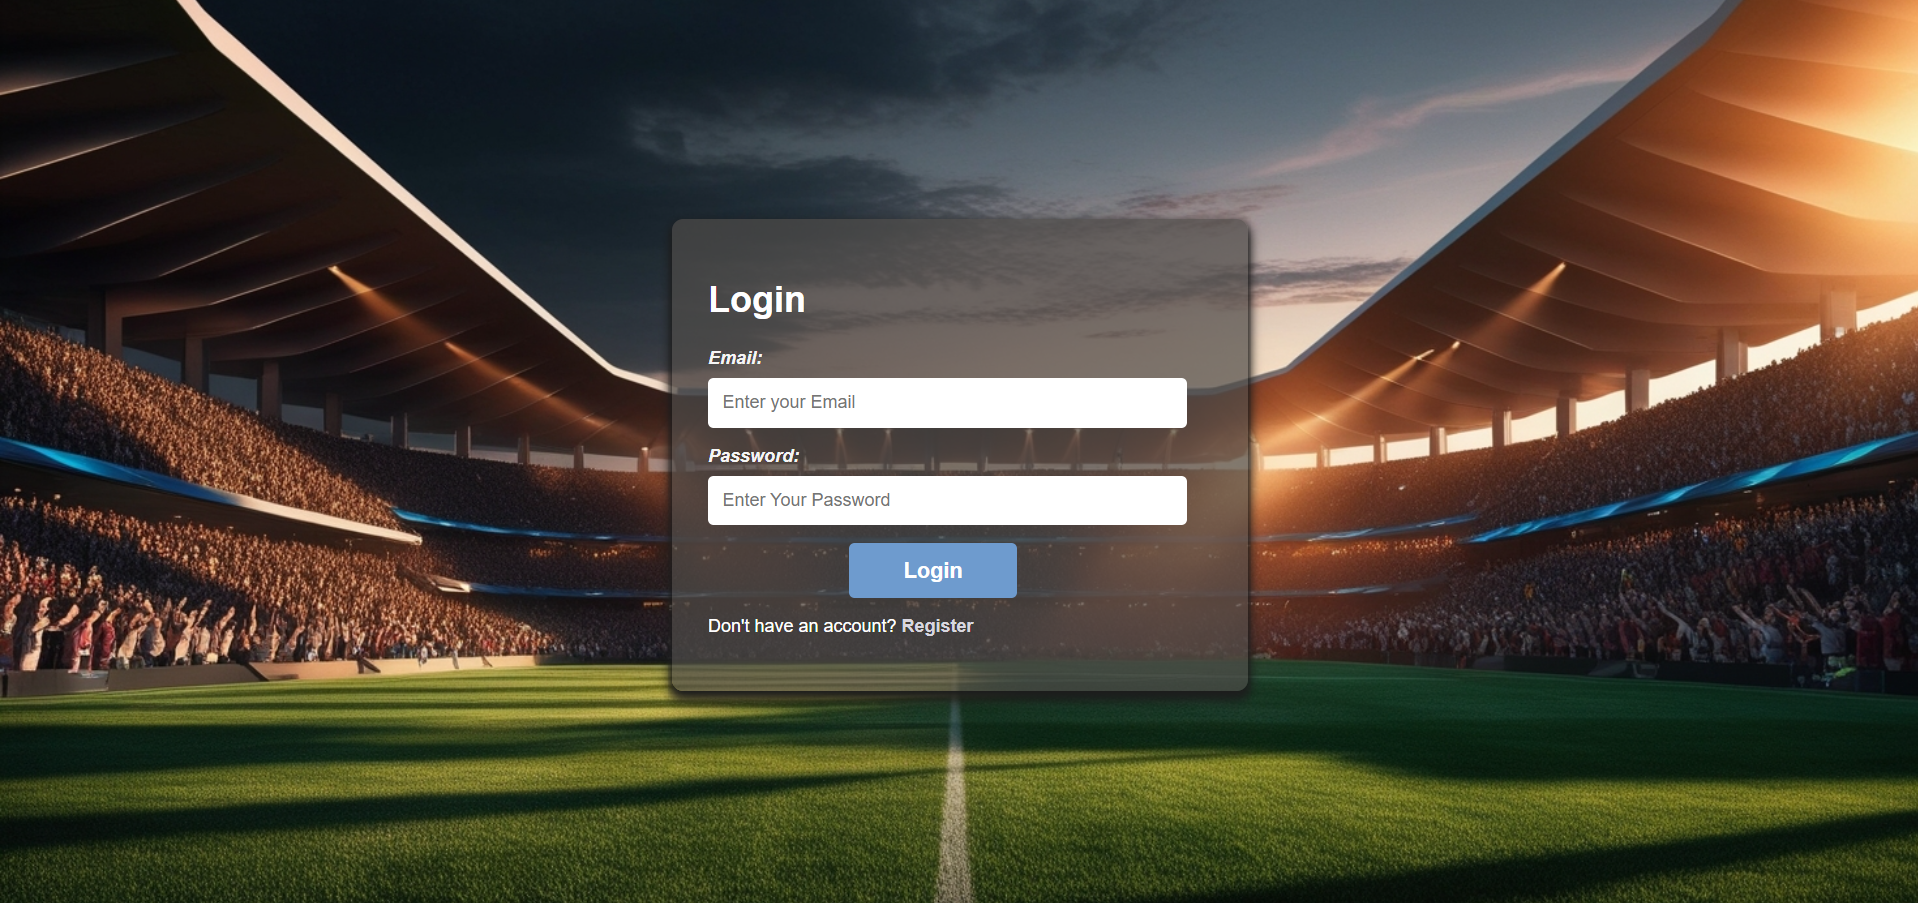 Login
Email:
Enter your Email
Password:
Enter Your Password
Login
Don't have an account? Register